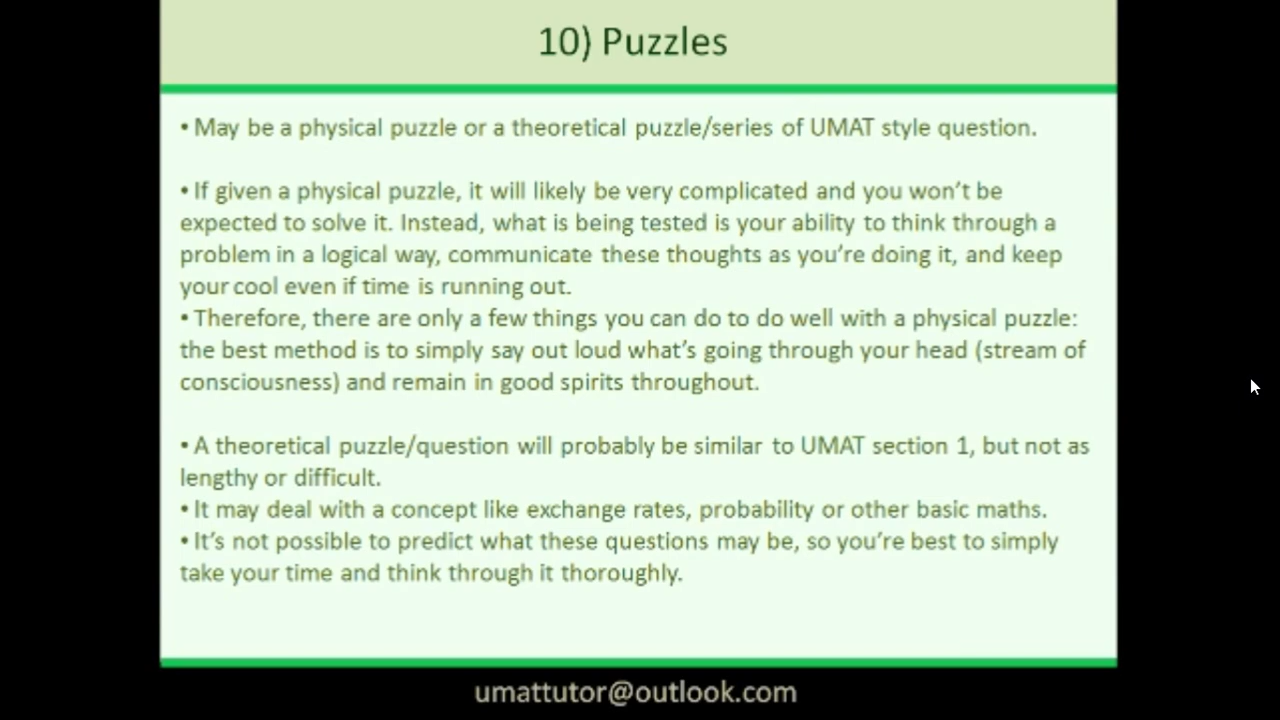 10) Puzzles
• May be a physical puzzle or a theoretical puzzle/series of UMAT style question.
• If given a physical puzzle, it will likely be very complicated and you won’t be
expected to solve it. Instead, what is being tested is your ability to think through a
problem in a logical way, communicate these thoughts as you’re doing it, and keep
your cool even if time is running out.
• Therefore, there are only a few things you can do to do well with a physical puzzle:
the best method is to simply say out loud what’s going through your head (stream of
consciousness) and remain in good spirits throughout.
• A theoretical puzzle/question will probably be similar to UMAT section 1, but not as
lengthy or difficult.
• It may deal with a concept like exchange rates, probability or other basic maths.
• It’s not possible to predict what these questions may be, so you’re best to simply
take your time and think through it thoroughly.
umattutor@outlook.com